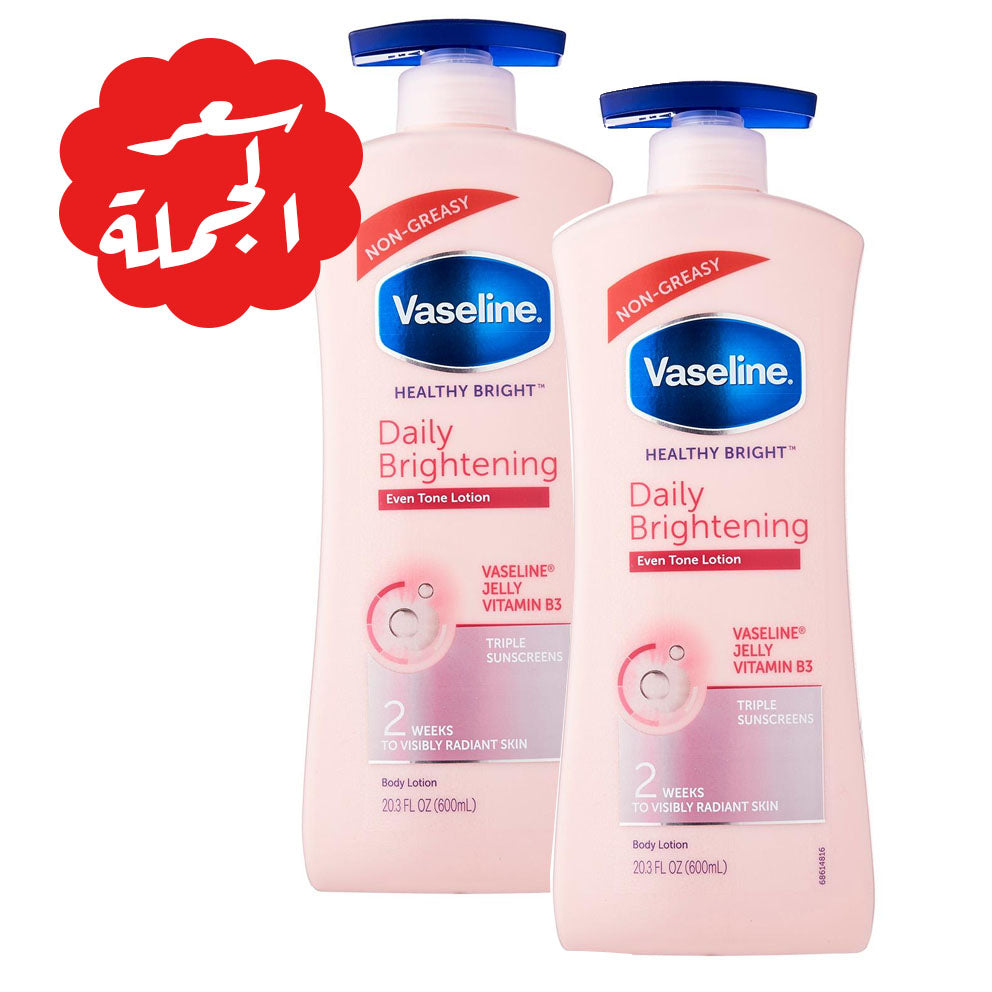 سعر
الجملة
NON-GREASY
Vaseline.
HEALTHY BRIGHT™
Daily
Brightening
Even Tone Lotion
VASELINE®
JELLY
VITAMIN B3
TRIPLE
SUNSCREENS
2 WEEKS
TO VISIBLY RADIANT SKIN
Body Lotion
20.3 FL OZ (600mL)
NON-GREASY
Vaseline.
HEALTHY BRIGHT™
Daily
Brightening
Even Tone Lotion
VASELINE®
JELLY
VITAMIN B3
TRIPLE
SUNSCREENS
2 WEEKS
TO VISIBLY RADIANT SKIN
Body Lotion
20.3 FL OZ (600mL)
68614816